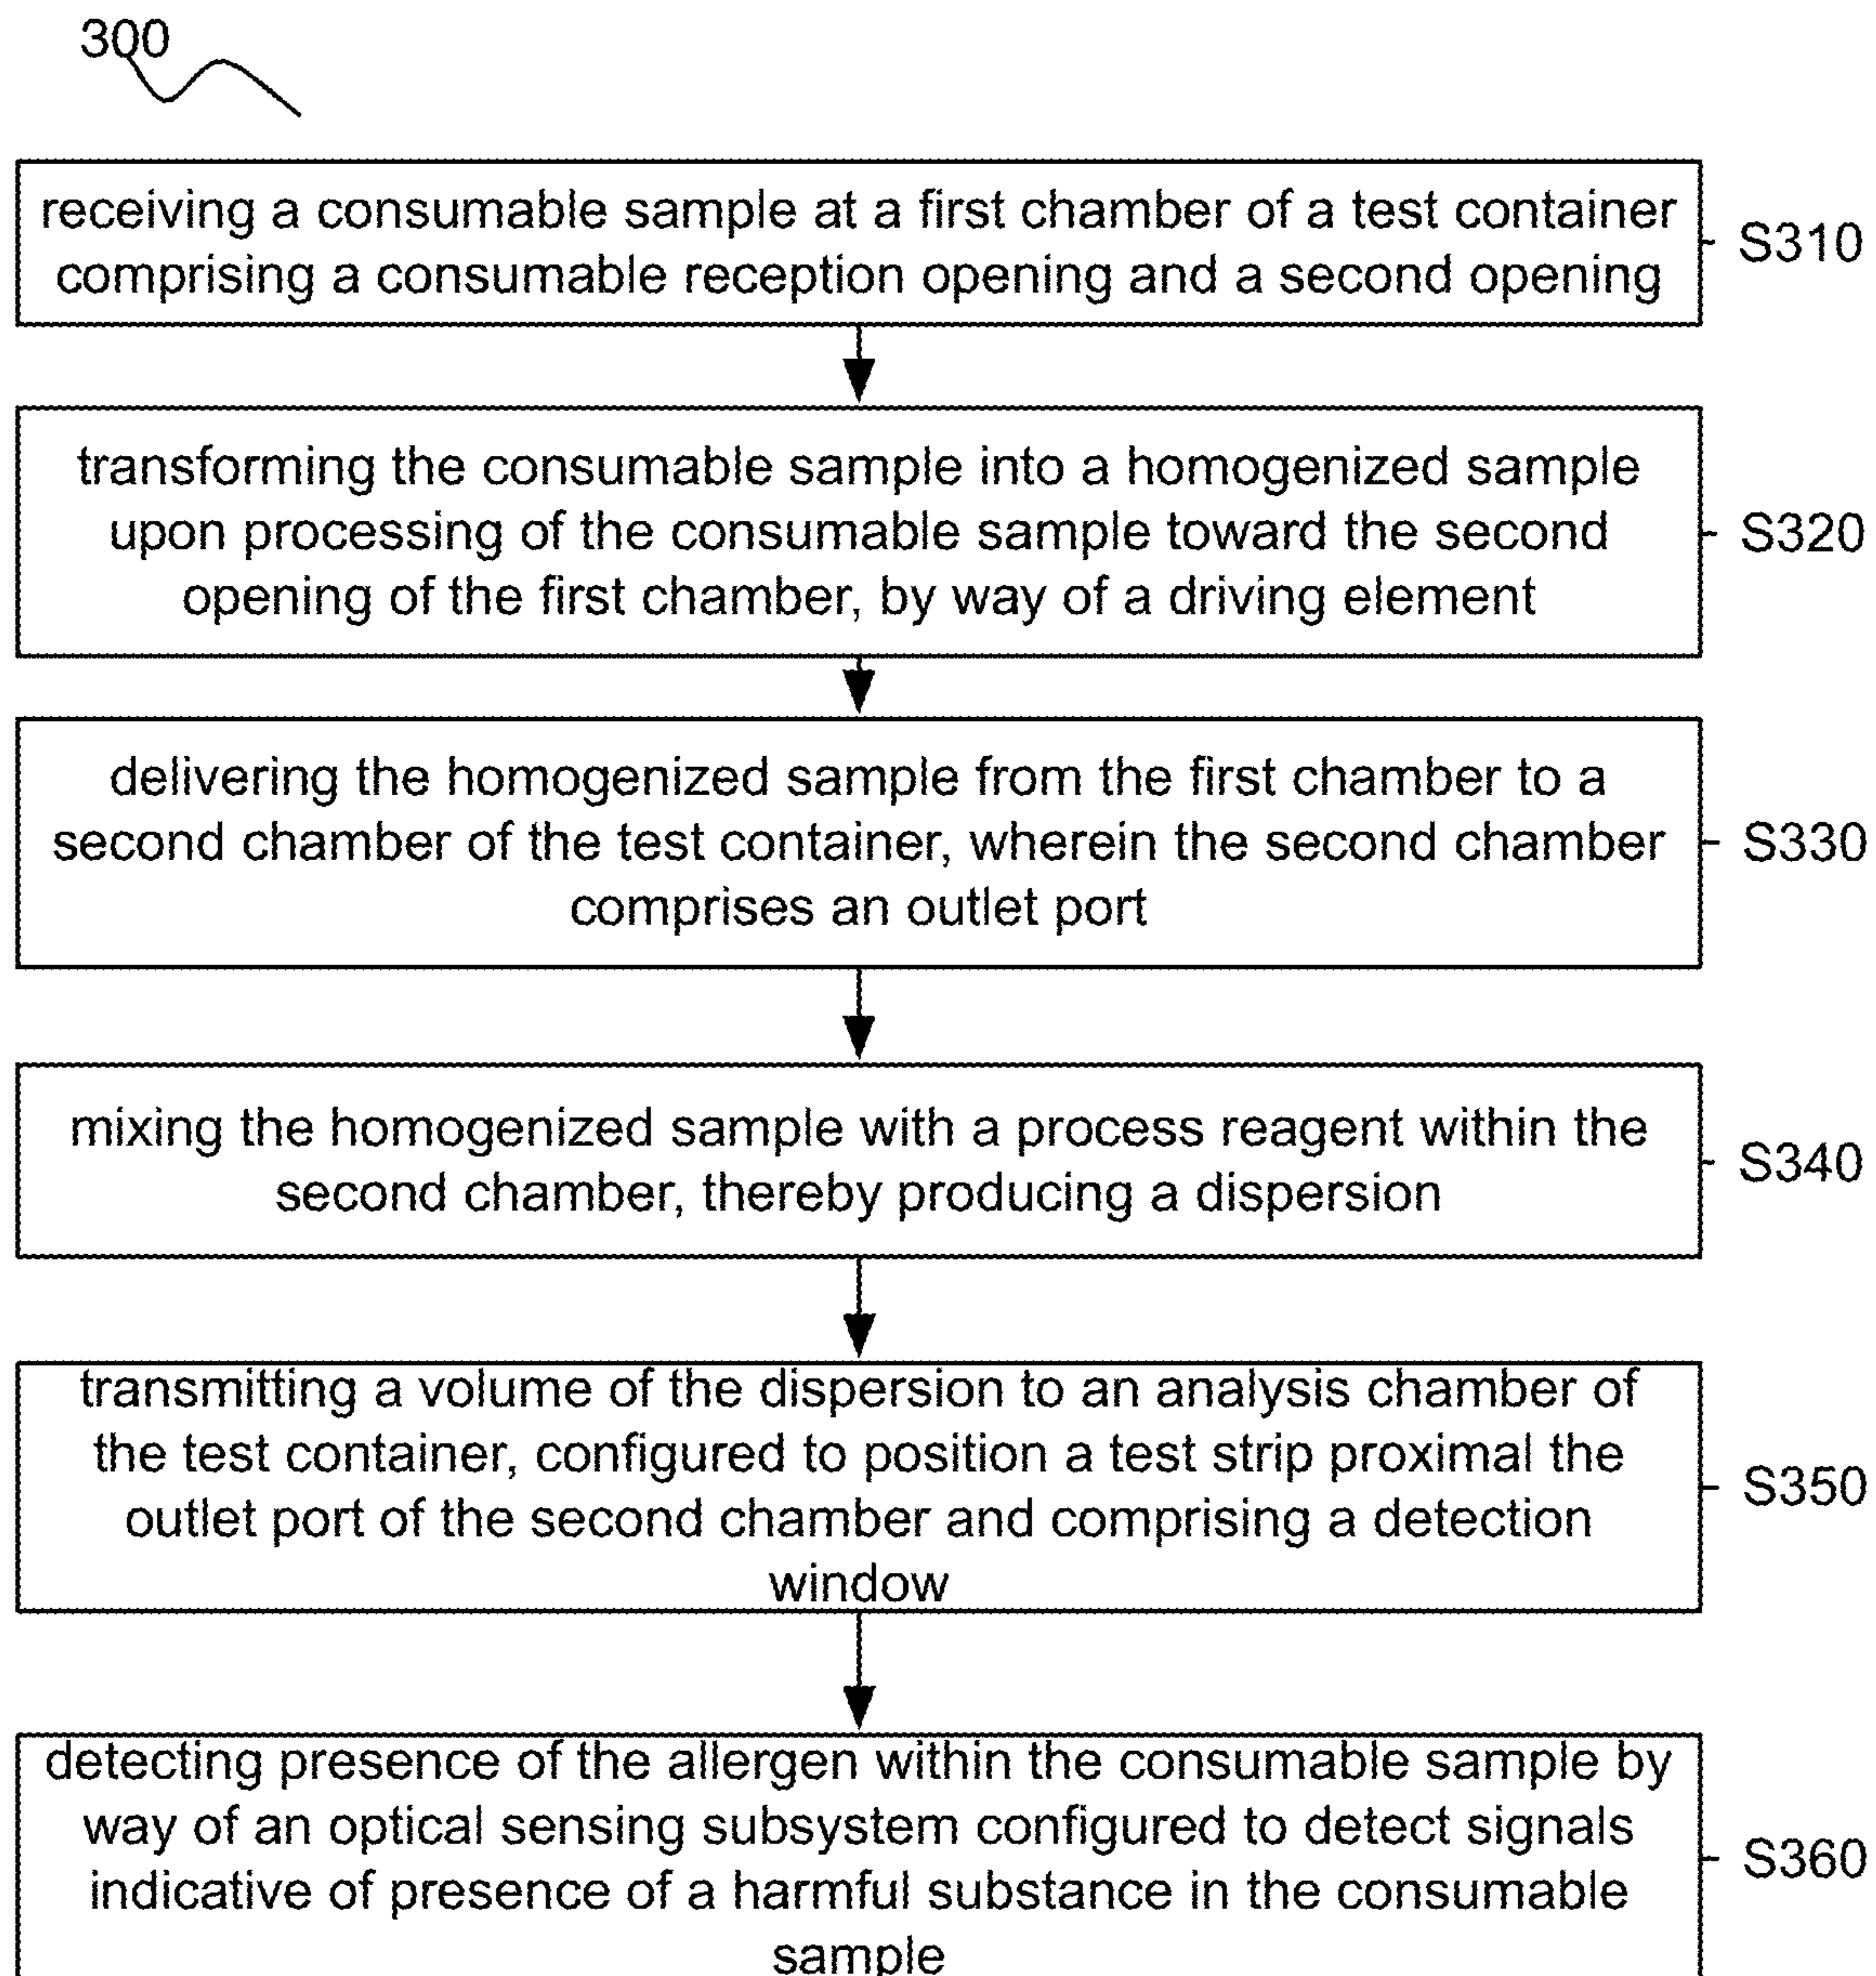 300
receiving a consumable sample at a first chamber of a test container
comprising a consumable reception opening and a second opening
S310
transforming the consumable sample into a homogenized sample
upon processing of the consumable sample toward the second
opening of the first chamber, by way of a driving element
S320
delivering the homogenized sample from the first chamber to a
second chamber of the test container, wherein the second chamber
comprises an outlet port
S330
mixing the homogenized sample with a process reagent within the
second chamber, thereby producing a dispersion
S340
transmitting a volume of the dispersion to an analysis chamber of
the test container, configured to position a test strip proximal the
outlet port of the second chamber and comprising a detection
window
S350
detecting presence of the allergen within the consumable sample by
way of an optical sensing subsystem configured to detect signals
indicative of presence of a harmful substance in the consumable
sample
S360